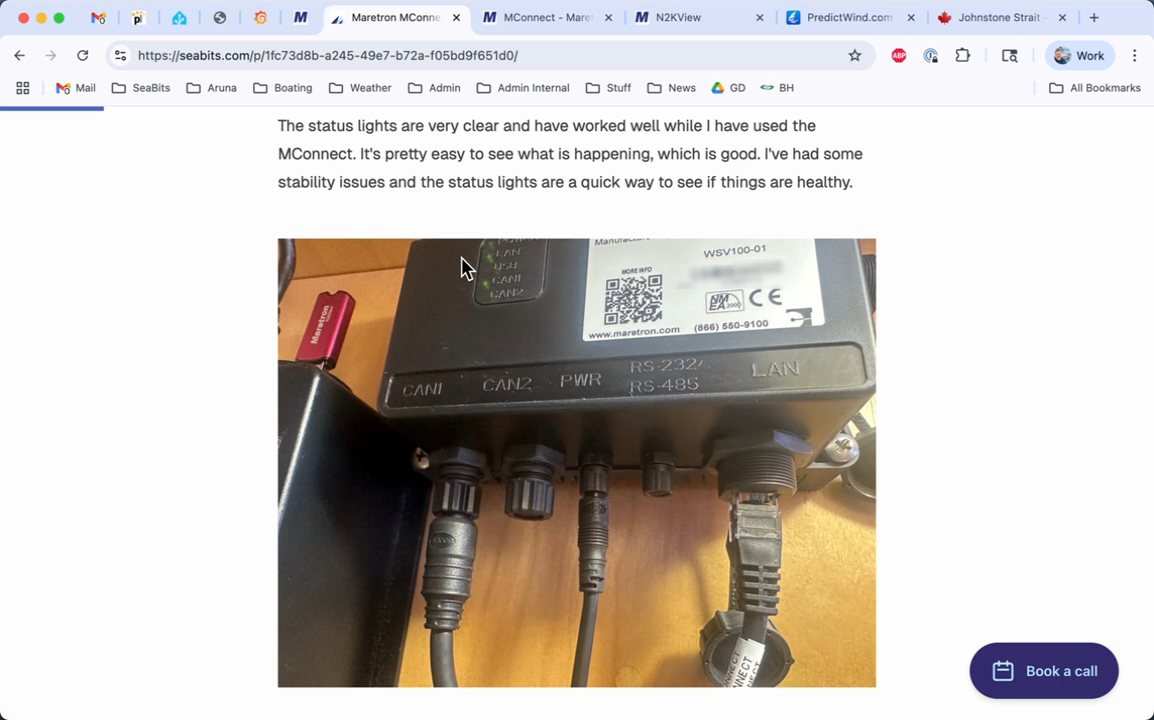 Maretron MConne
MConnect - Maret
N2KView
PredictWind.com
Johnstone Strait
https://seabits.com/p/1fc73d8b-a245-49e7-b72a-f05bd9f651d0/
ABP
Work
Mail
SeaBits
Aruna
Boating
Weather
Admin
Admin Internal
Stuff
News
GD
BH
All Bookmarks
The status lights are very clear and have worked well while I have used the
MConnect. It's pretty easy to see what is happening, which is good. I've had some
stability issues and the status lights are a quick way to see if things are healthy.
LAN
USB
CAN1
CAN2
WSV100-01
MORE INFO
NMEA 2000
CE
www.maretron.com (866) 550-9100
Maretron
CAN1
CAN2
PWR
RS-232/
RS-485
LAN
Book a call